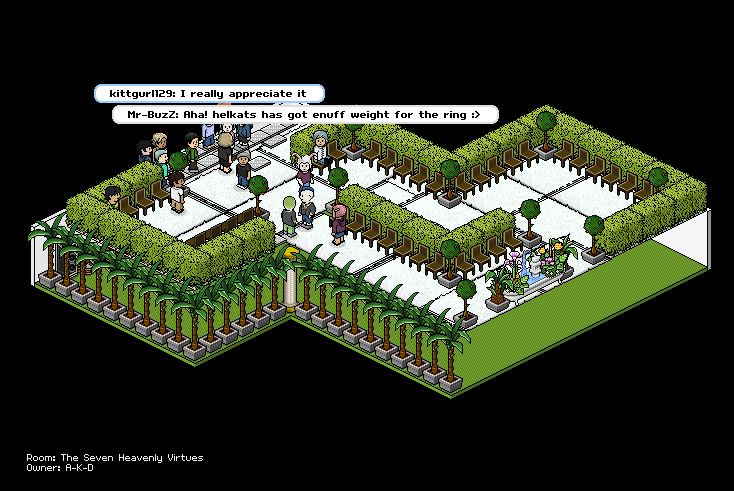 kittgurl129: I really appreciate it
Mr-BuzZ: Aha! helkats has got enuff weight for the ring :>
Room: The Seven Heavenly Virtues
Owner: A-K-D